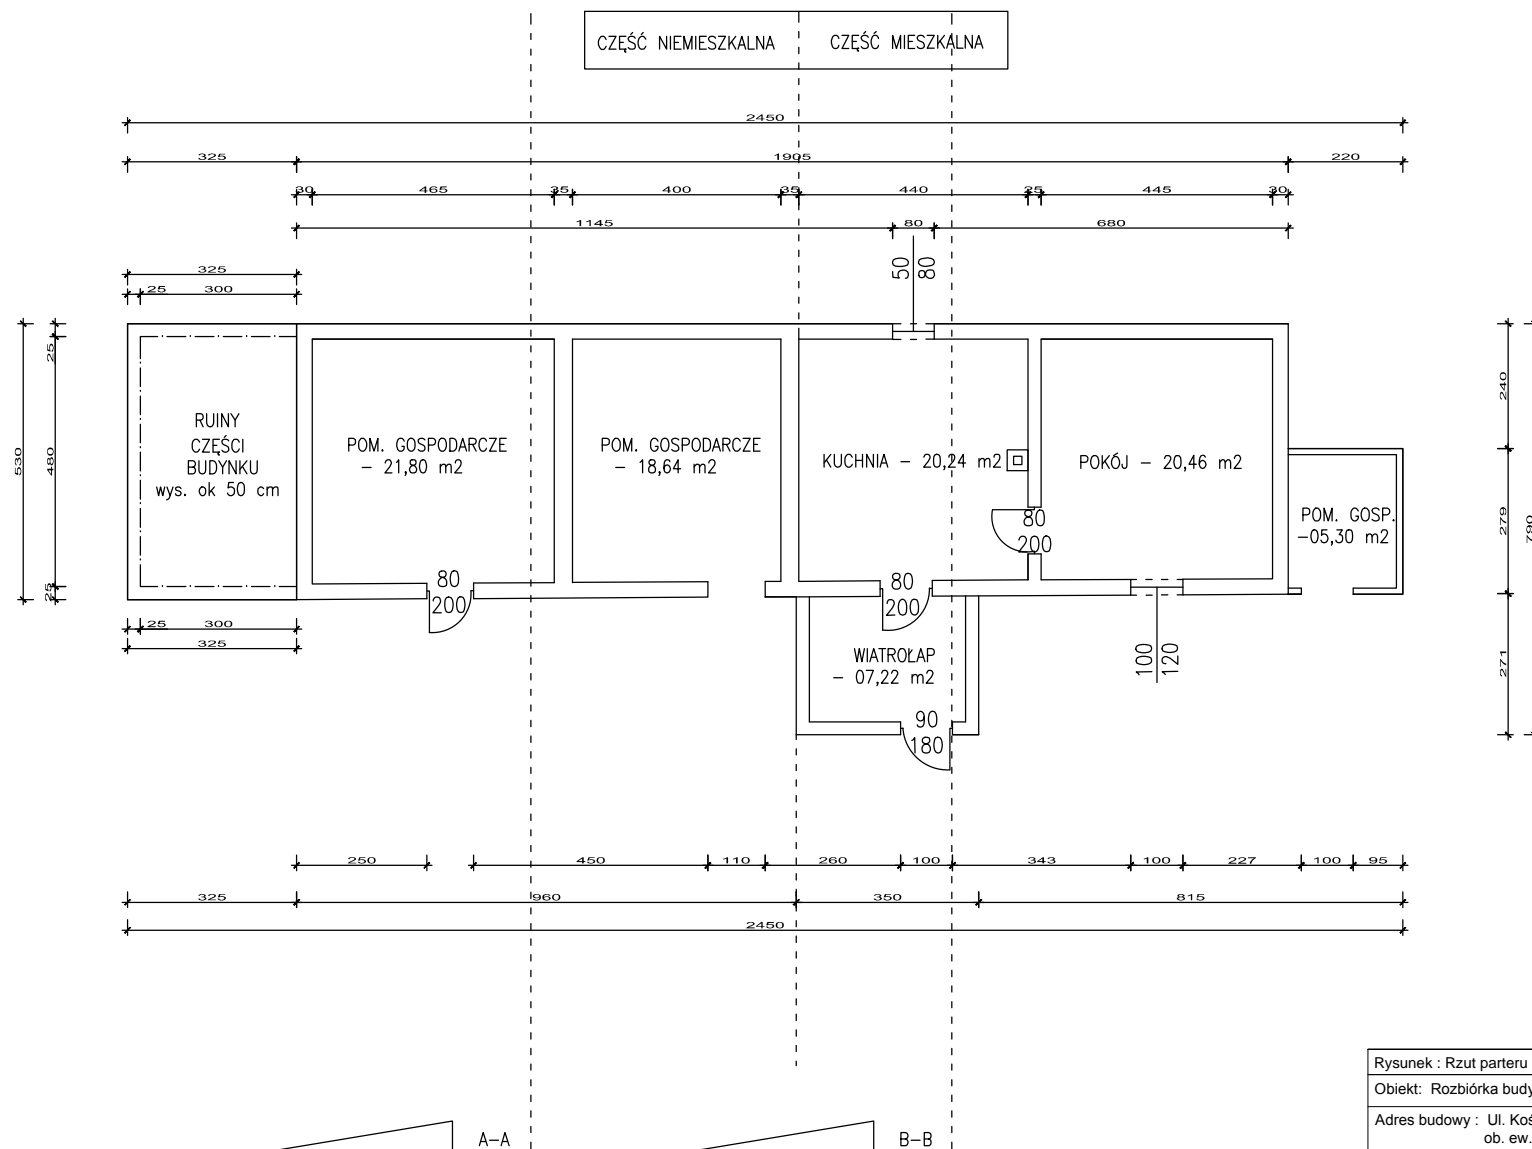 CZĘŚĆ NIEMIESZKALNA CZĘŚĆ MIESZKALNA
2450
325 1905 220
30 465 35 400 35 440 25 445 30
1145 80 680
325
25 300
50
80
530
25
480
25
RUINY
CZĘŚCI
BUDYNKU
wys. ok 50 cm
POM. GOSPODARCZE
– 21,80 m2
POM. GOSPODARCZE
– 18,64 m2
KUCHNIA – 20,24 m2
POKÓJ – 20,46 m2
POM. GOSP.
–05,30 m2
240
279
271
790
80
200
80
200
80
200
25 300
325
WIATROŁAP
– 07,22 m2
100
120
90
180
250 450 110 260 100 343 100 227 100 95
325 960 350 815
2450
A–A
B–B
Rysunek : Rzut parteru
Obiekt: Rozbiórka budy
Adres budowy : Ul. Koś
ob. ew.